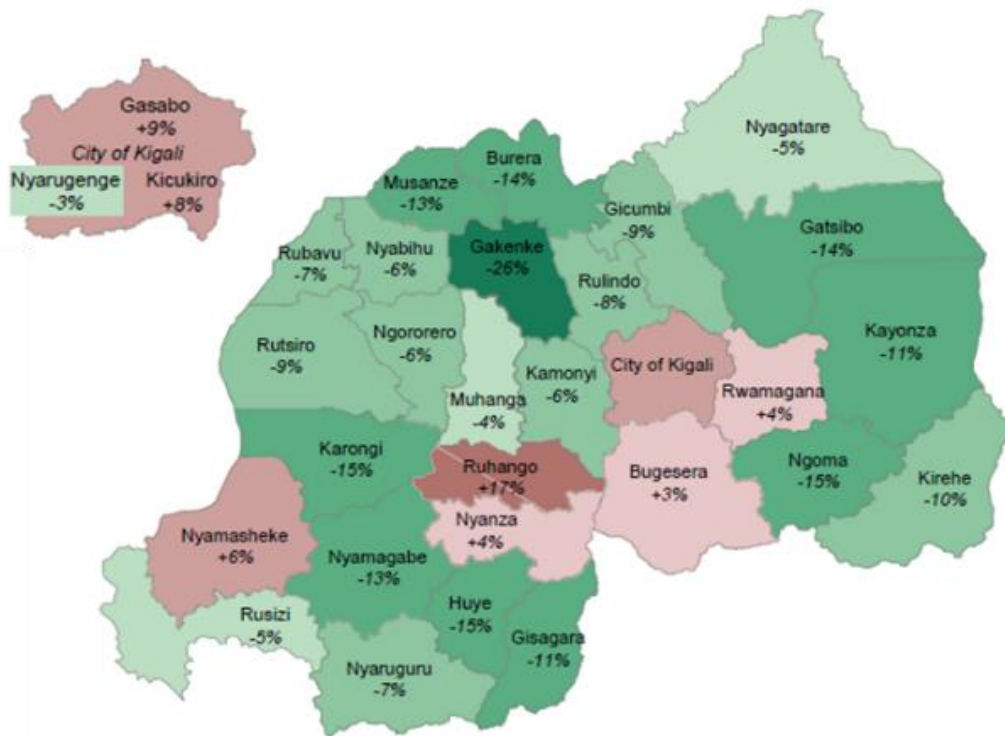 Gasabo
+9%
City of Kigali
Nyarugenge
-3%
Kicukiro
+8%
Nyagatare
-5%
Burera
-14%
Musanze
-13%
Gicumbi
-9%
Gatsibo
-14%
Rubavu
-7%
Nyabihu
-6%
Gakenke
-26%
Rulindo
-8%
Kayonza
-11%
Rutsiro
-9%
Ngororero
-6%
Muhanga
-4%
Kamonyi
-6%
City of Kigali
Rwamagana
+4%
Karongi
-15%
Ruhango
+17%
Bugesera
+3%
Ngoma
-15%
Kirehe
-10%
Nyamasheke
+6%
Nyanza
+4%
Nyamagabe
-13%
Huye
-15%
Gisagara
-11%
Rusizi
-5%
Nyaruguru
-7%